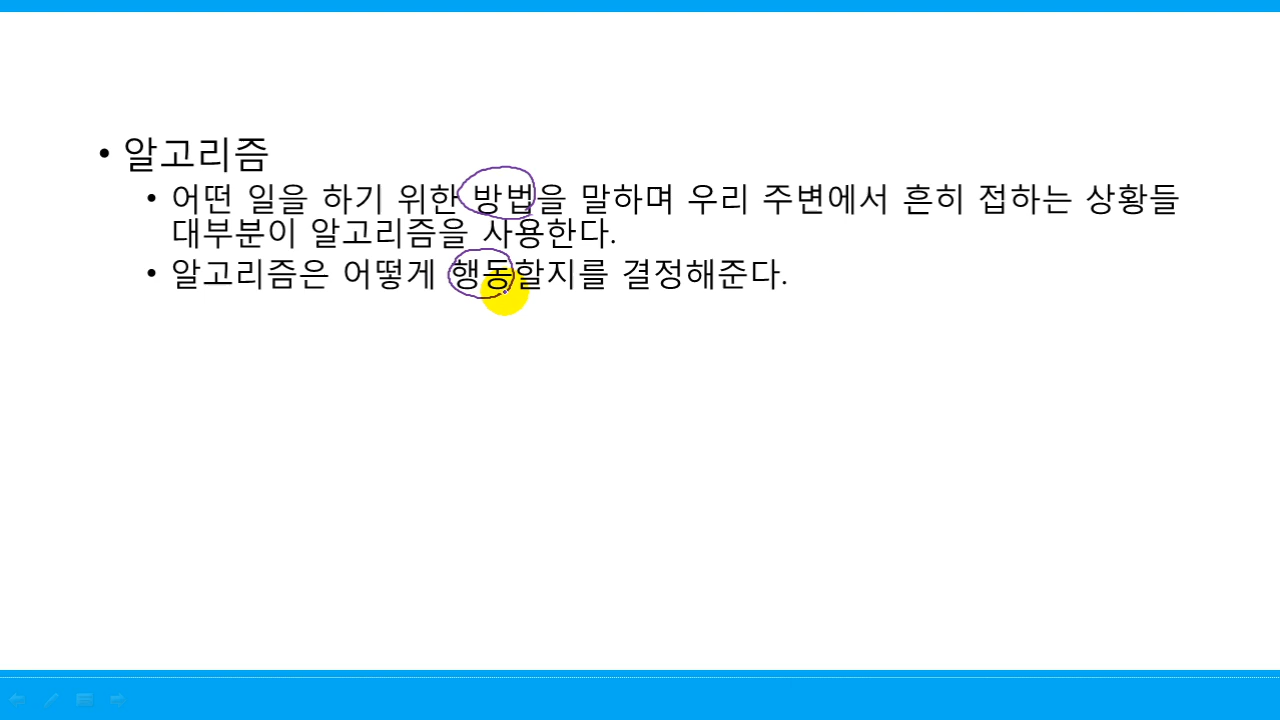 • 알고리즘
• 어떤 일을 하기 위한 방법을 말하며 우리 주변에서 흔히 접하는 상황들
대부분이 알고리즘을 사용한다.
• 알고리즘은 어떻게 행동할지를 결정해준다.